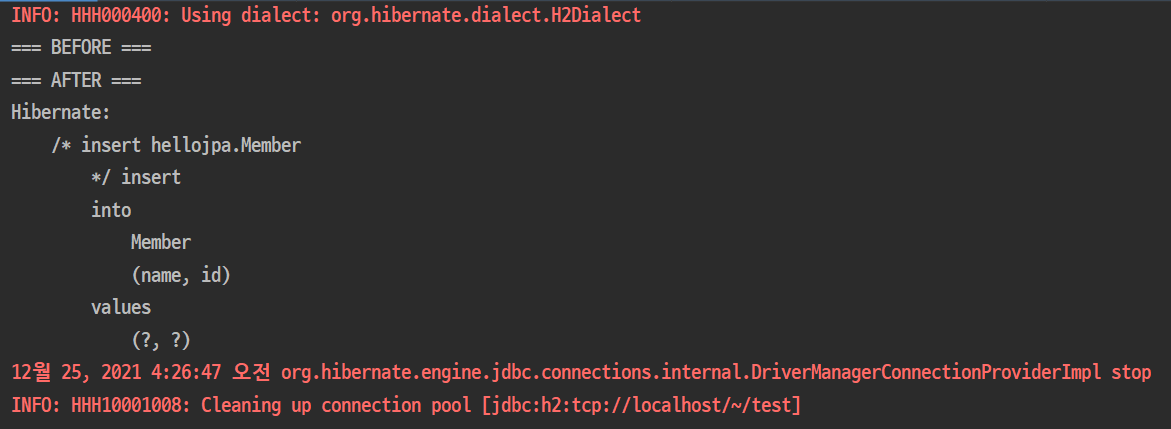 INFO: HHH000400: Using dialect: org.hibernate.dialect.H2Dialect
=== BEFORE ===
=== AFTER ===
Hibernate:
    /* insert hellojpa.Member
        */ insert
        into
            Member
            (name, id)
        values
            (?, ?)
12월 25, 2021 4:26:47 오전 org.hibernate.engine.jdbc.connections.internal.DriverManagerConnectionProviderImpl stop
INFO: HHH10001008: Cleaning up connection pool [jdbc:h2:tcp://localhost/~/test]